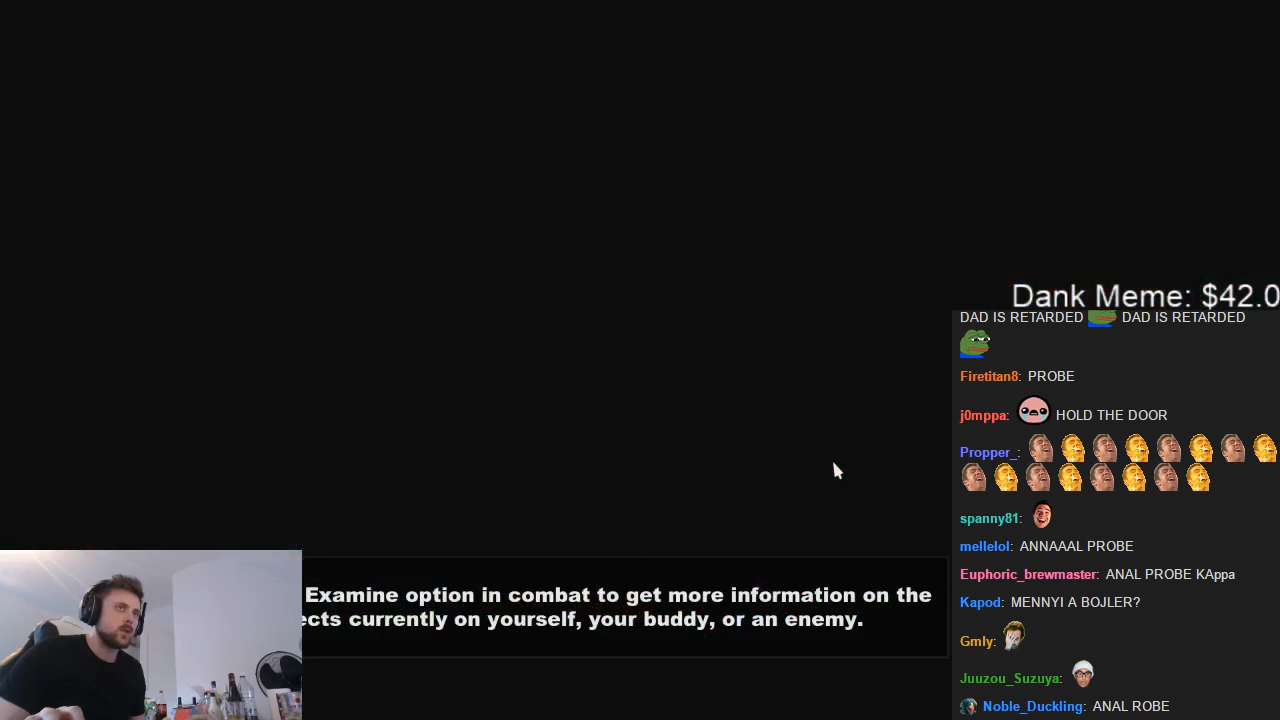 Dank Meme: $42.0
DAD IS RETARDED DAD IS RETARDED
Firetitan8: PROBE
j0mppa: HOLD THE DOOR
Propper_:
spanny81:
mellelol: ANNAAAL PROBE
Euphoric_brewmaster: ANAL PROBE KAppa
Kapod: MENNYI A BOJLER?
Gmly:
Juuzou_Suzuya:
Noble_Duckling: ANAL ROBE
Examine option in combat to get more information on the
ects currently on yourself, your buddy, or an enemy.